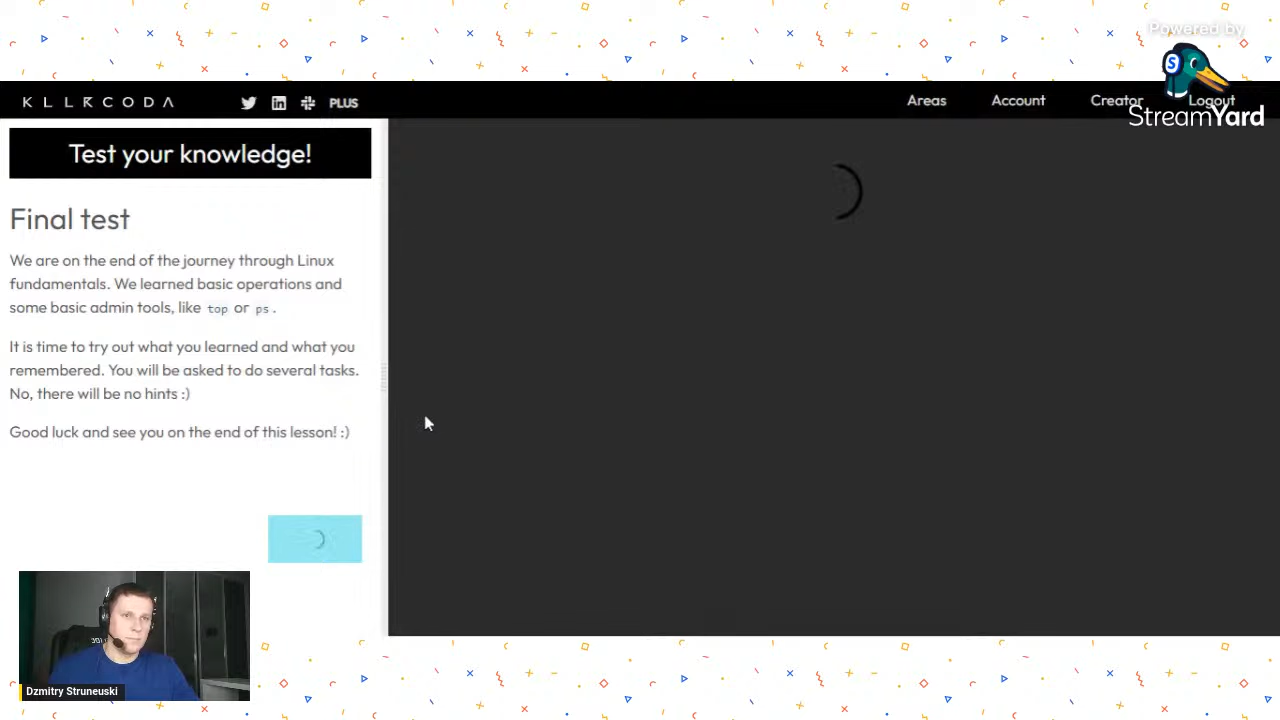 Powered by
StreamYard
KLLRCODA
PLUS
Areas
Account
Creator
Logout
Test your knowledge!
Final test
We are on the end of the journey through Linux
fundamentals. We learned basic operations and
some basic admin tools, like top or ps.
It is time to try out what you learned and what you
remembered. You will be asked to do several tasks.
No, there will be no hints :)
Good luck and see you on the end of this lesson! :)
Dzmitry Struneuski